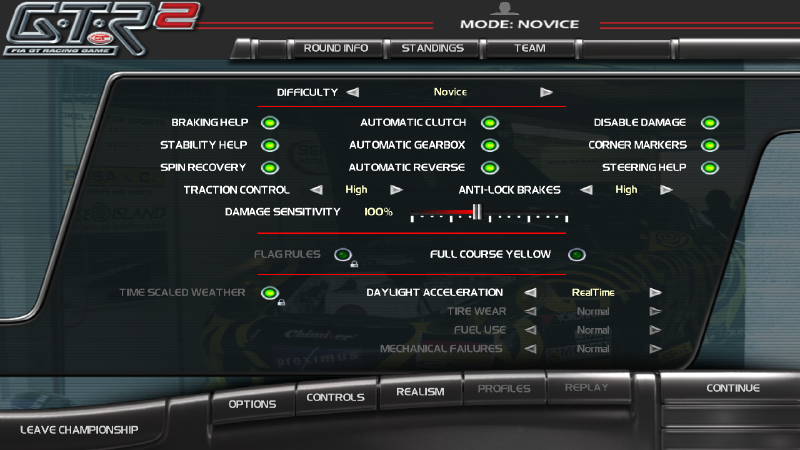 GTR2
FIA GT RACING GAME
MODE: NOVICE
ROUND INFO STANDINGS TEAM
DIFFICULTY Novice
BRAKING HELP AUTOMATIC CLUTCH DISABLE DAMAGE
STABILITY HELP AUTOMATIC GEARBOX CORNER MARKERS
SPIN RECOVERY AUTOMATIC REVERSE STEERING HELP
TRACTION CONTROL High ANTI-LOCK BRAKES High
DAMAGE SENSITIVITY 100%
FLAG RULES FULL COURSE YELLOW
TIME SCALED WEATHER DAYLIGHT ACCELERATION RealTime
TIRE WEAR Normal
FUEL USE Normal
MECHANICAL FAILURES Normal
Chimiver
proximus
OPTIONS CONTROLS REALISM PROFILES REPLAY CONTINUE
LEAVE CHAMPIONSHIP